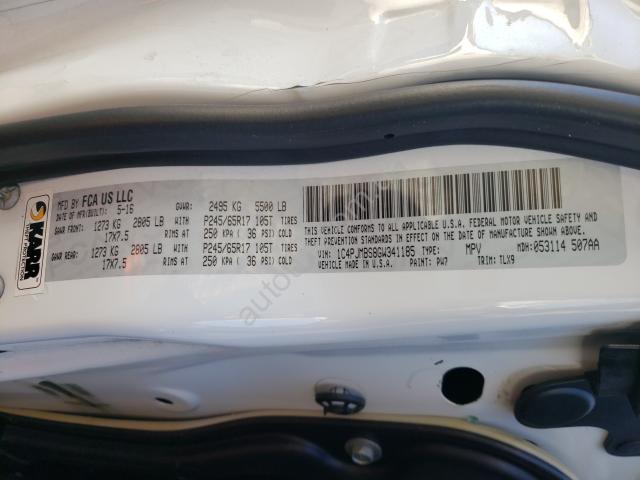 MFD BY FCA US LLC
DATE OF MFR(BUILT): 5-16 GVWR: 2495 KG 5500 LB
GAWR FRONT: 1273 KG 2805 LB WITH P245/65R17 105T TIRES
17X7.5 RIMS AT 250 KPA ( 36 PSI) COLD
GAWR REAR: 1273 KG 2805 LB WITH P245/65R17 105T TIRES
17X7.5 RIMS AT 250 KPA ( 36 PSI) COLD
THIS VEHICLE CONFORMS TO ALL APPLICABLE U.S.A. FEDERAL MOTOR VEHICLE SAFETY AND
THEFT PREVENTION STANDARDS IN EFFECT ON THE DATE OF MANUFACTURE SHOWN ABOVE.
VIN: 1C4PJMBS8GW341185 TYPE: MPV MDH: 053114 507AA
VEHICLE MADE IN U.S.A. PAINT: PW7 TRIM: TLX9
KARR